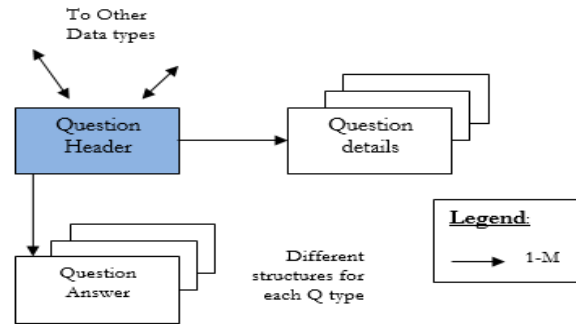 To Other
Data types
Question
Header
Question
details
Question
Answer
Different
structures for
each Q type
Legend:
1-M